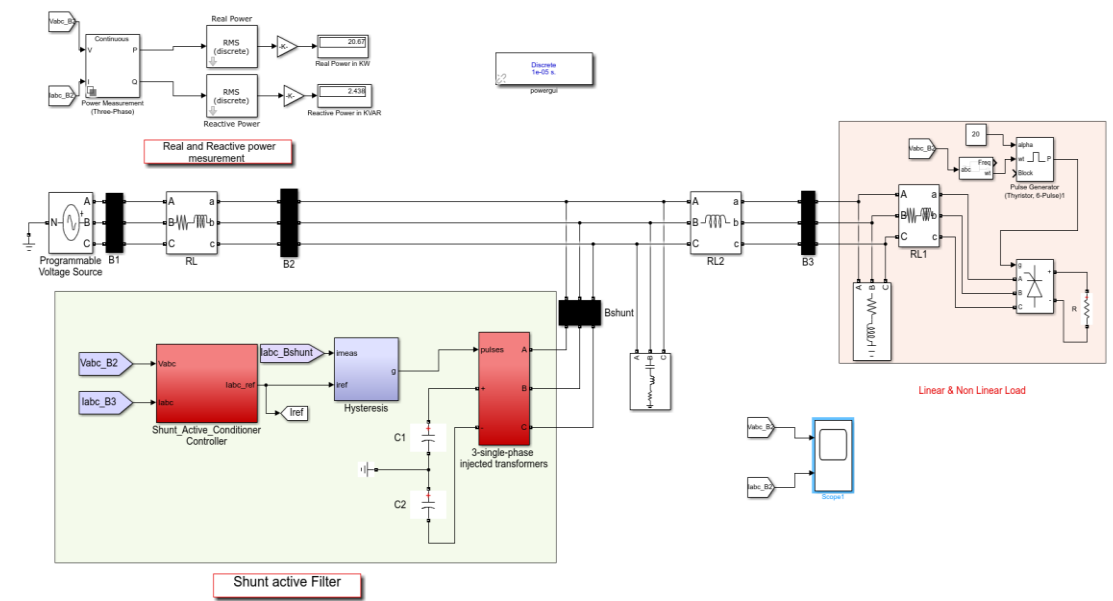 Real Power
Vabc_B2
Continuous
V
P
RMS
(discrete)
-K-
20.67
Real Power in KW
Iabc_B2
I
Q
RMS
(discrete)
-K-
2.438
Power Measurement
(Three-Phase)
Reactive Power
Reactive Power in KVAR
Real and Reactive power
mesurement
Discrete
1e-05 s.
powergui
N
A
+
B
C
Programmable
Voltage Source
B1
A
a
B
b
C
c
RL
B2
A
a
B
b
C
c
RL2
B3
20
Vabc_B2
abc
Freq
wt
alpha
wt
P
Block
Pulse Generator
(Thyristor, 6-Pulse)1
A
a
B
b
C
c
RL1
g
A
B
C
+
-
R
A
B
C
Linear & Non Linear Load
Bshunt
A
B
C
Vabc_B2
Iabc_B3
Vabc
Iabc
Iabc_ref
Shunt_Active_Conditioner
Controller
Iabc_Bshunt
Iref
imeas
iref
g
Hysteresis
pulses
A
+
B
-
C
3-single-phase
injected transformers
+
C1
+
C2
Shunt active Filter
Vabc_B2
Iabc_B2
Scope1